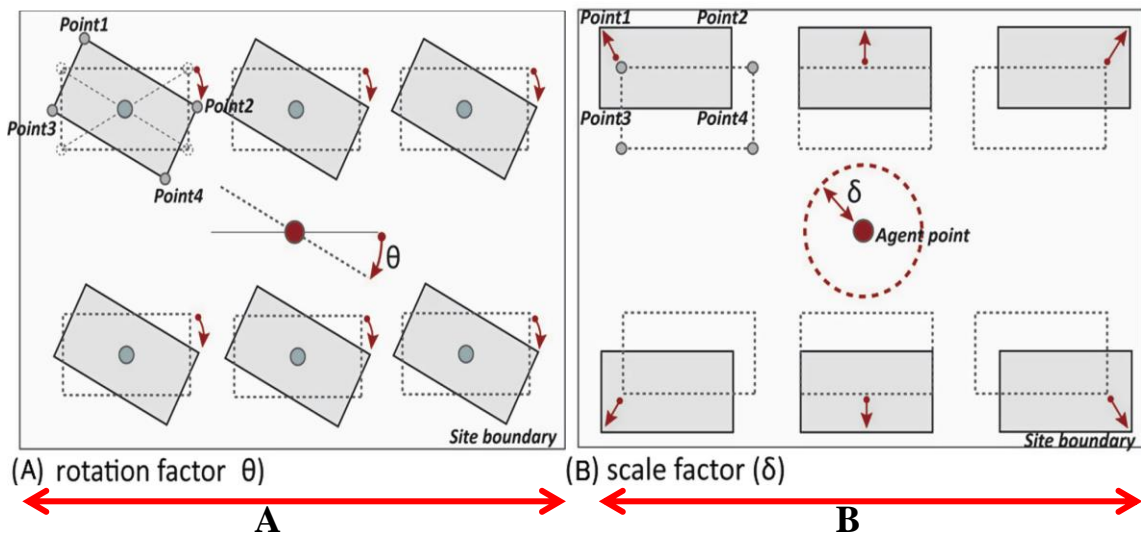 Point1
Point2
Point3
Point4
θ
Site boundary
(A) rotation factor θ)
A
Point1
Point2
Point3
Point4
δ
Agent point
Site boundary
(B) scale factor (δ)
B